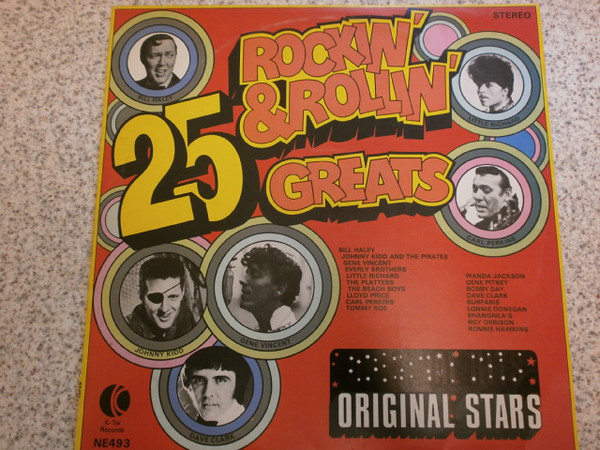 STEREO
ROCKIN'
& ROLLIN'
25
GREATS
BILL HALEY
LITTLE RICHARD
CARL PERKINS
JOHNNY KIDD
GENE VINCENT
DAVE CLARK
BILL HALEY
JOHNNY KIDD AND THE PIRATES
GENE VINCENT
EVERLY BROTHERS
LITTLE RICHARD
THE PLATTERS
THE BEACH BOYS
LLOYD PRICE
CARL PERKINS
TOMMY ROE
WANDA JACKSON
GENE PITNEY
BOBBY DAY
DAVE CLARK
SURFARIS
LONNIE DONEGAN
SHANGRILA'S
ROY ORBISON
RONNIE HAWKINS
ORIGINAL STARS
K
K-Tel
Records
NE493